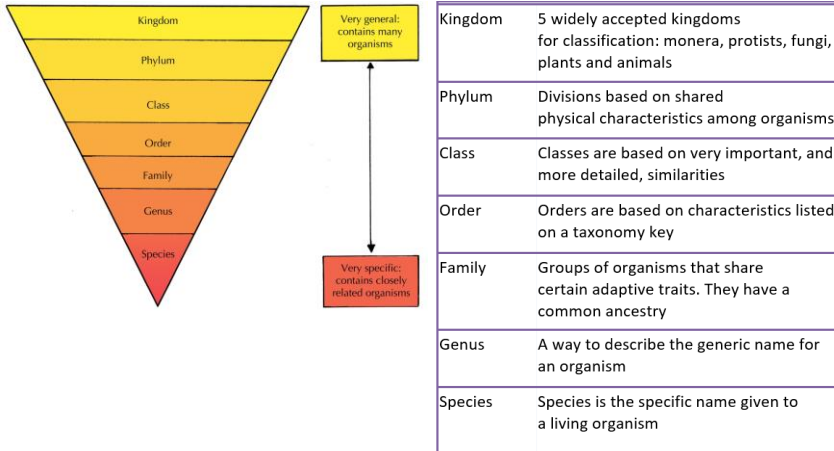 Kingdom
Phylum
Class
Order
Family
Genus
Species
Very general:
contains many
organisms
Very specific:
contains closely
related organisms
Kingdom 5 widely accepted kingdoms
for classification: monera, protists, fungi,
plants and animals
Phylum Divisions based on shared
physical characteristics among organisms
Class Classes are based on very important, and
more detailed, similarities
Order Orders are based on characteristics listed
on a taxonomy key
Family Groups of organisms that share
certain adaptive traits. They have a
common ancestry
Genus A way to describe the generic name for
an organism
Species Species is the specific name given to
a living organism